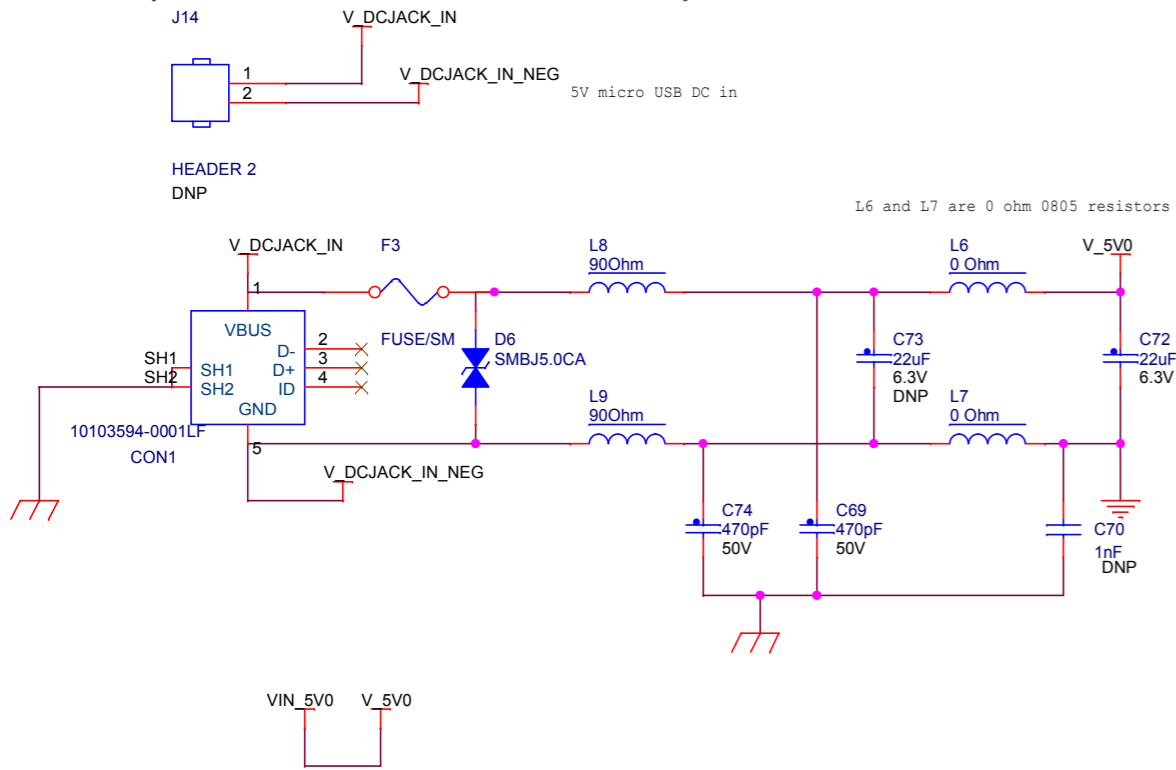 J14
V_DCJACK_IN
1
2
V_DCJACK_IN_NEG
5V micro USB DC in
HEADER 2
DNP
L6 and L7 are 0 ohm 0805 resistors
V_DCJACK_IN
F3
L8
90Ohm
L6
0 Ohm
V_5V0
1
VBUS
FUSE/SM
D6
SMBJ5.0CA
C73
22uF
6.3V
DNP
C72
22uF
6.3V
D- 2
D+ 3
ID 4
SH1 SH1
SH2 SH2
GND
L9
90Ohm
L7
0 Ohm
10103594-0001LF
CON1
5
V_DCJACK_IN_NEG
C74
470pF
50V
C69
470pF
50V
C70
1nF
DNP
VIN_5V0
V_5V0